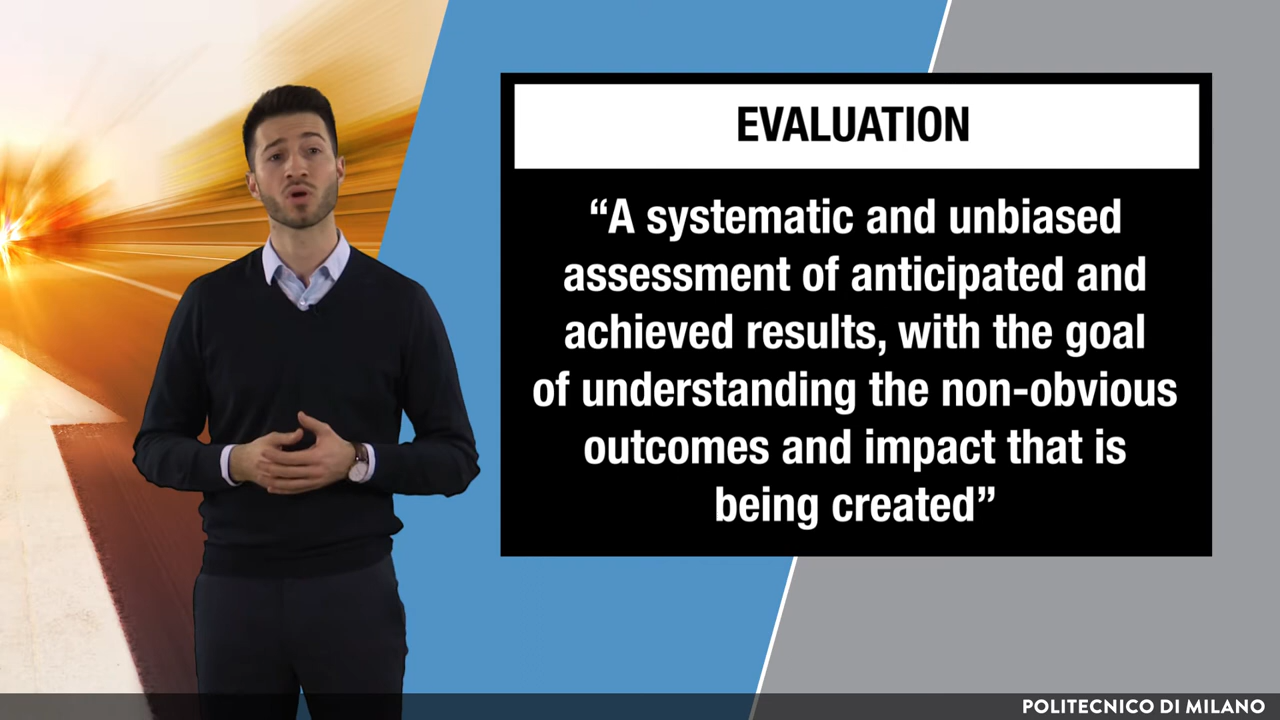 EVALUATION
“A systematic and unbiased
assessment of anticipated and
achieved results, with the goal
of understanding the non-obvious
outcomes and impact that is
being created”
POLITECNICO DI MILANO